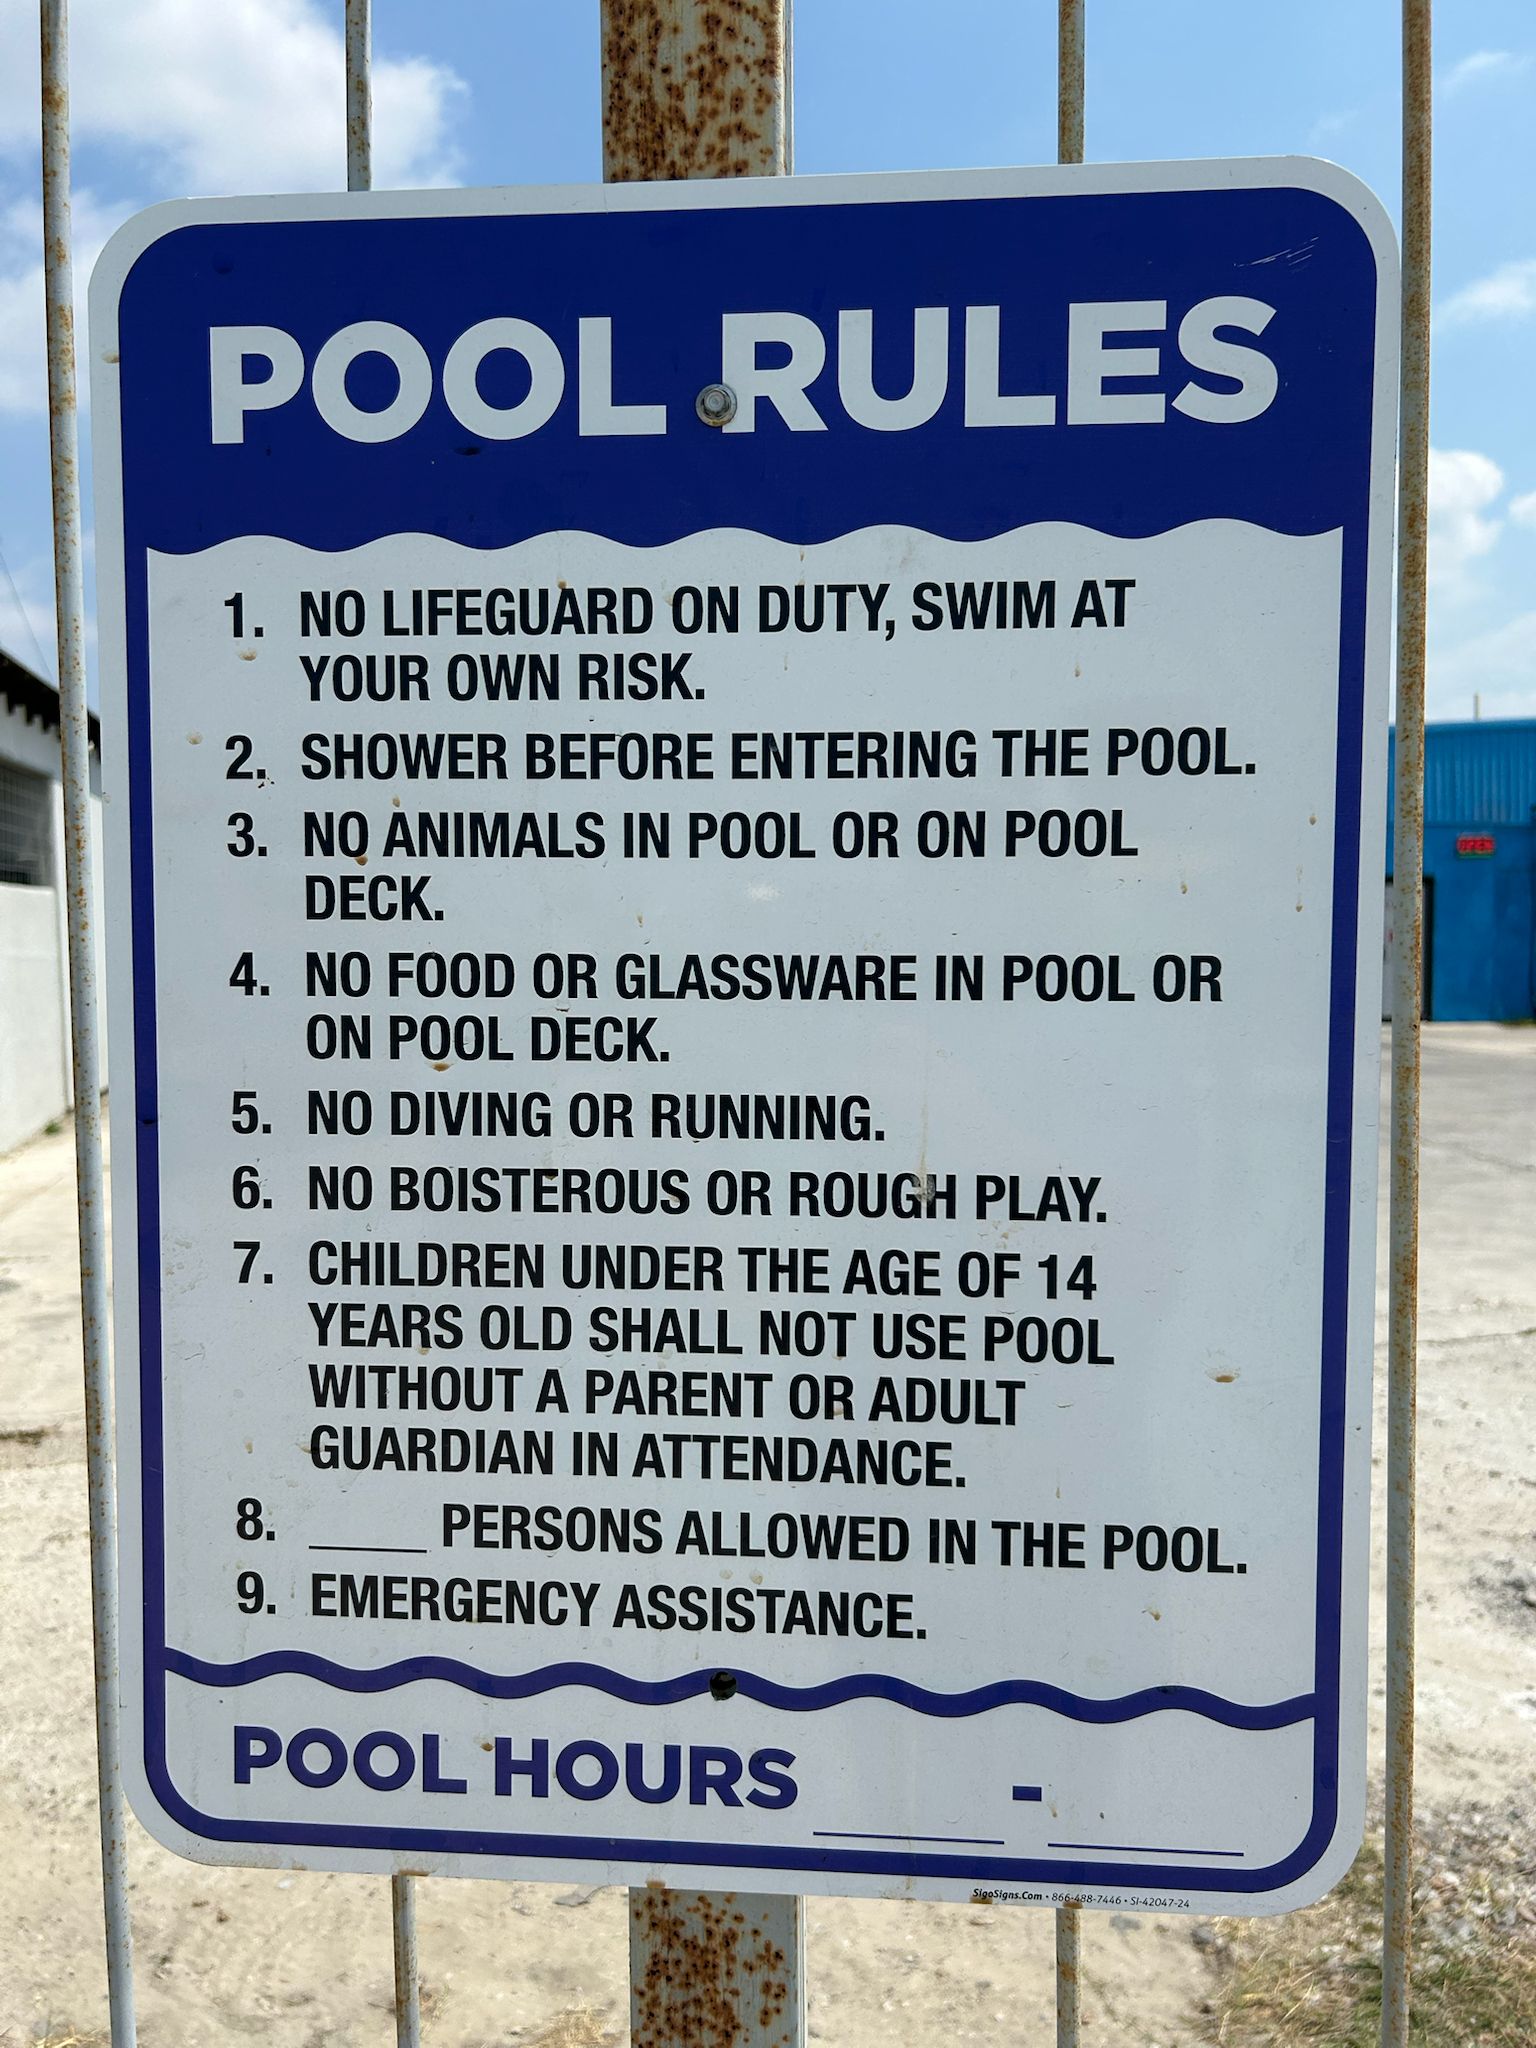 POOL RULES
1. NO LIFEGUARD ON DUTY, SWIM AT
YOUR OWN RISK.
2. SHOWER BEFORE ENTERING THE POOL.
3. NO ANIMALS IN POOL OR ON POOL
DECK.
4. NO FOOD OR GLASSWARE IN POOL OR
ON POOL DECK.
5. NO DIVING OR RUNNING.
6. NO BOISTEROUS OR ROUGH PLAY.
7. CHILDREN UNDER THE AGE OF 14
YEARS OLD SHALL NOT USE POOL
WITHOUT A PARENT OR ADULT
GUARDIAN IN ATTENDANCE.
8. ____ PERSONS ALLOWED IN THE POOL.
9. EMERGENCY ASSISTANCE.
POOL HOURS ____ - ____
SigoSigns.Com • 866-488-7446 • SI-42047-24
OPEN